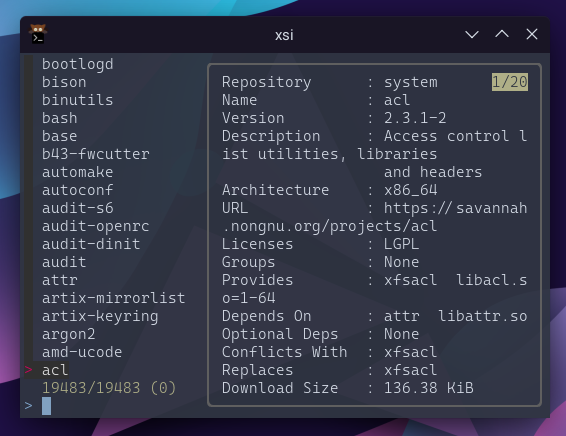 xsi
bootlogd
bison
binutils
bash
base
b43-fwcutter
automake
autoconf
audit-s6
audit-openrc
audit-dinit
audit
attr
artix-mirrorlist
artix-keyring
argon2
amd-ucode
> acl
19483/19483 (0)
>
Repository : system 1/20
Name : acl
Version : 2.3.1-2
Description : Access control l
ist utilities, libraries
and headers
Architecture : x86_64
URL : https://savannah
.nongnu.org/projects/acl
Licenses : LGPL
Groups : None
Provides : xfsacl libacl.s
o=1-64
Depends On : attr libattr.so
Optional Deps : None
Conflicts With : xfsacl
Replaces : xfsacl
Download Size : 136.38 KiB